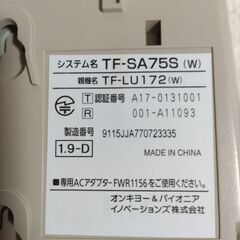 システム名 TF-SA75S (W)
親機名 TF-LU172 (W)
T 認証番号 A17-0131001
R 001-A11093
製造番号 9115JJA770723335
1.9-D
MADE IN CHINA
■専用ACアダプターFWR1156をご使用ください。
オンキヨー&パイオニア
イノベーションズ株式会社